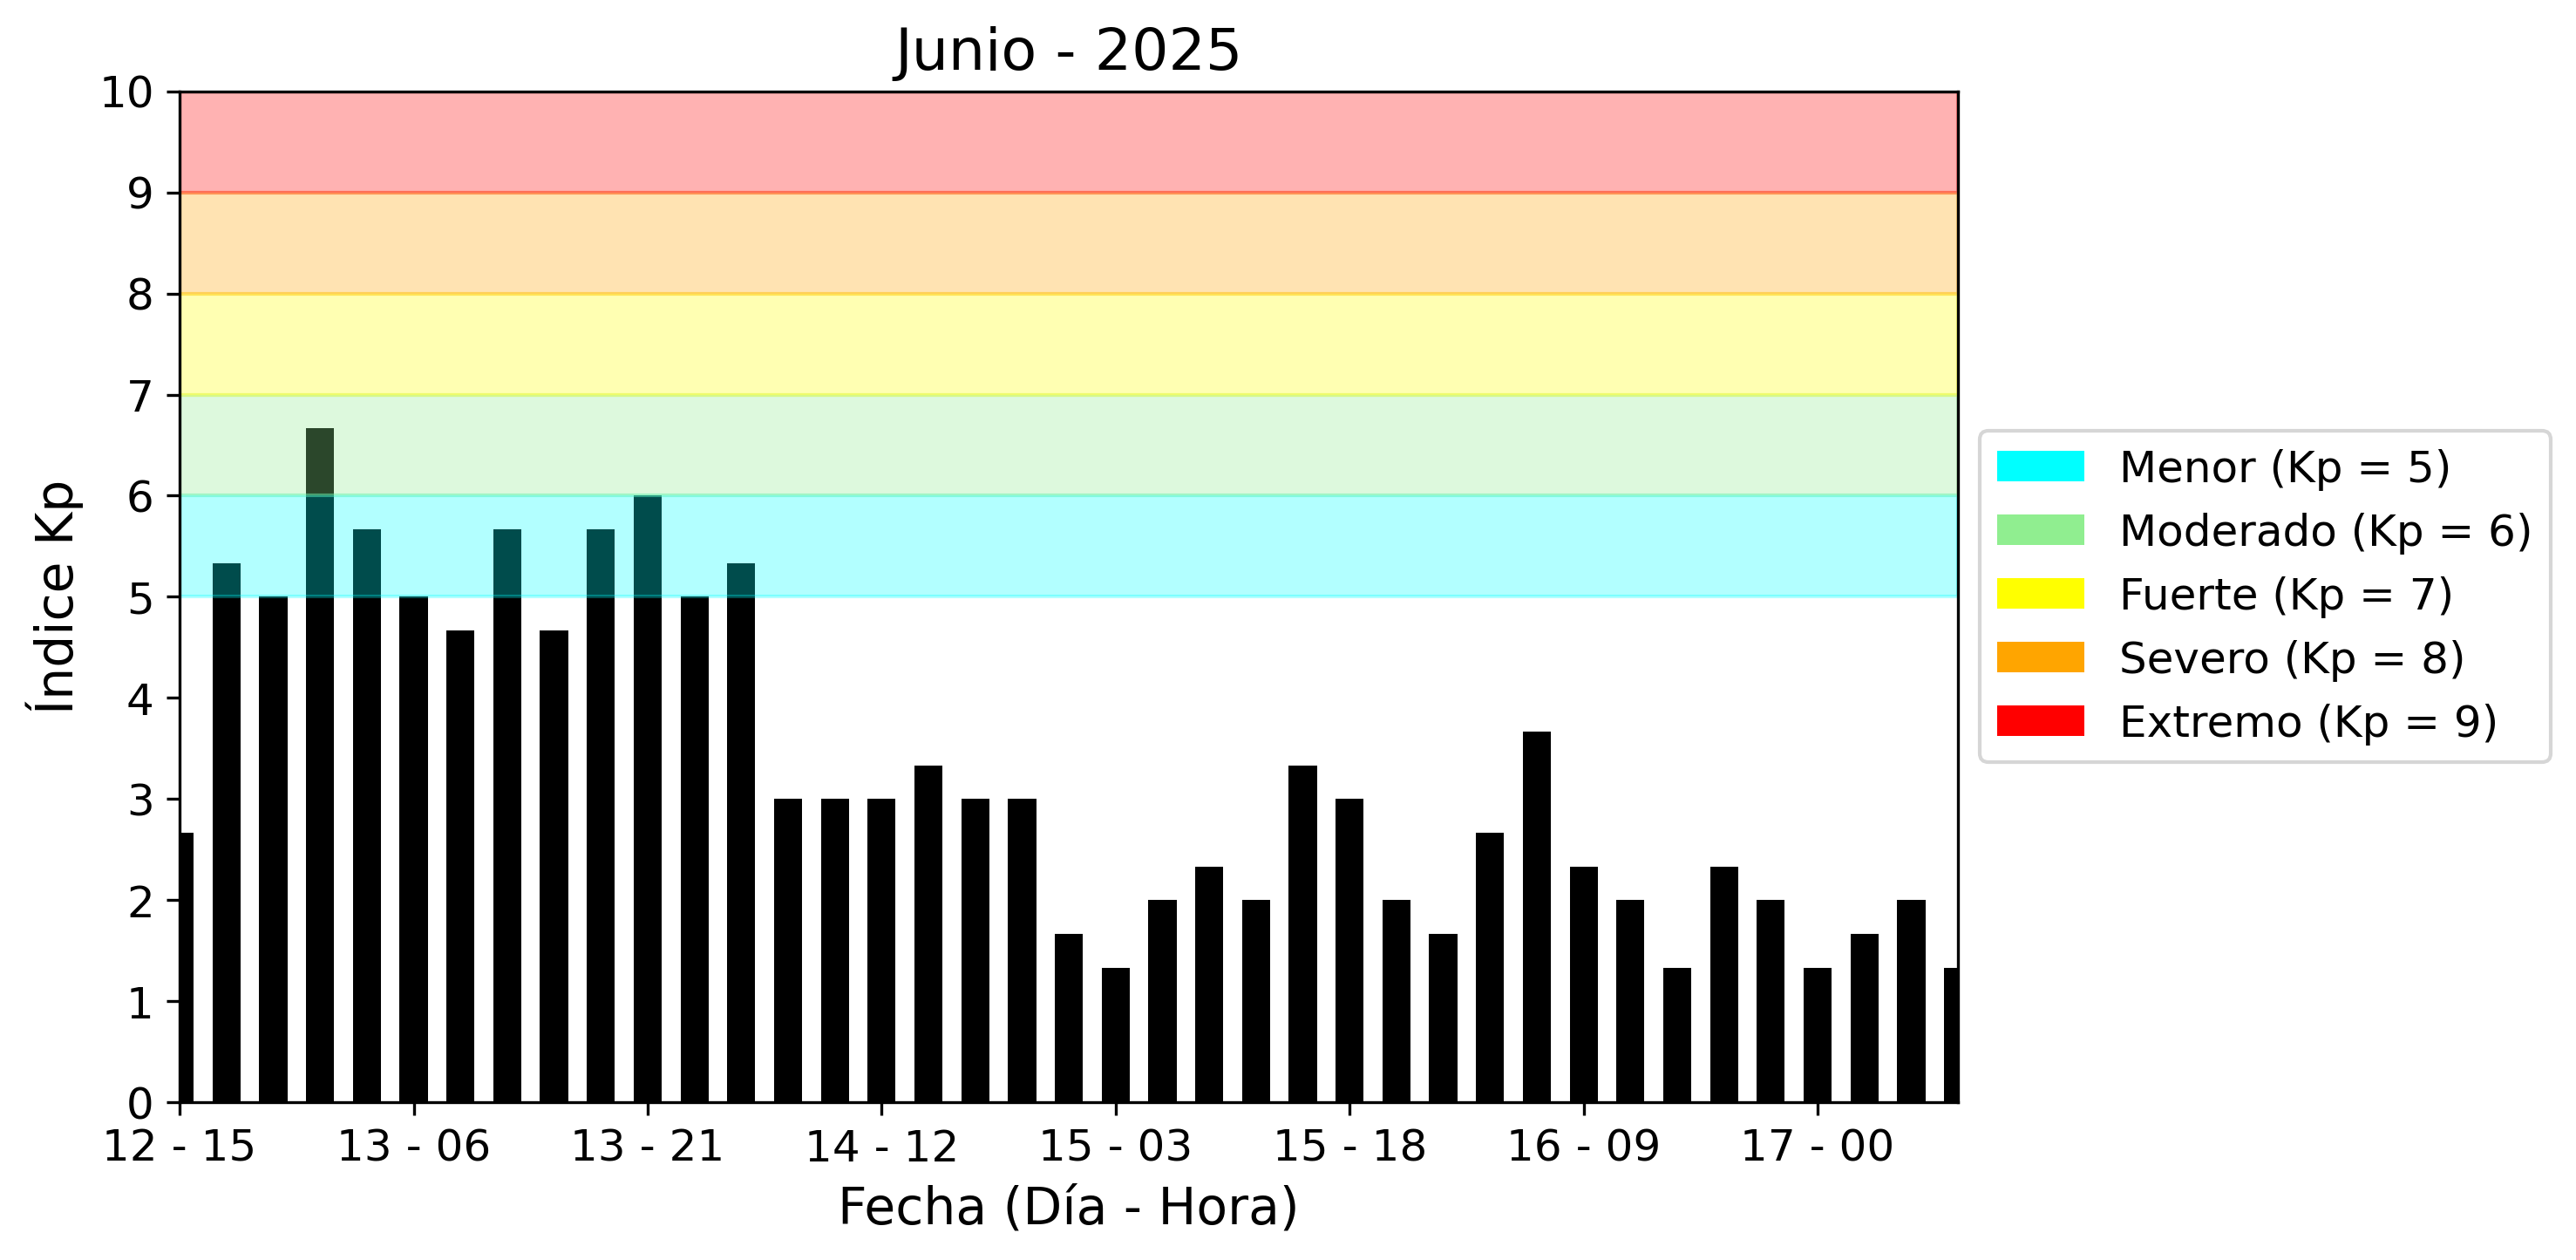 Junio - 2025
10
9
8
7
6
5
4
3
2
1
0
Índice Kp
12 - 15
13 - 06
13 - 21
14 - 12
15 - 03
15 - 18
16 - 09
17 - 00
Fecha (Día - Hora)
Menor (Kp = 5)
Moderado (Kp = 6)
Fuerte (Kp = 7)
Severo (Kp = 8)
Extremo (Kp = 9)